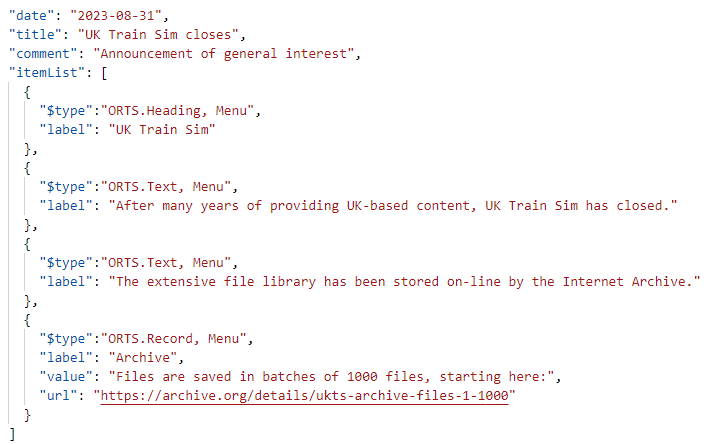 "date": "2023-08-31",
"title": "UK Train Sim closes",
"comment": "Announcement of general interest",
"itemList": [
  {
    "$type":"ORTS.Heading, Menu",
    "label": "UK Train Sim"
  },
  {
    "$type":"ORTS.Text, Menu",
    "label": "After many years of providing UK-based content, UK Train Sim has closed."
  },
  {
    "$type":"ORTS.Text, Menu",
    "label": "The extensive file library has been stored on-line by the Internet Archive."
  },
  {
    "$type":"ORTS.Record, Menu",
    "label": "Archive",
    "value": "Files are saved in batches of 1000 files, starting here:",
    "url": "https://archive.org/details/ukts-archive-files-1-1000"
  }
]